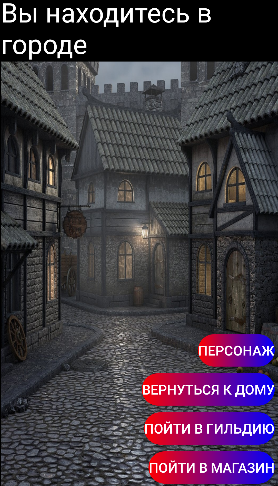 Вы находитесь в
городе
ПЕРСОНАЖ
ВЕРНУТЬСЯ К ДОМУ
ПОЙТИ В ГИЛЬДИЮ
ПОЙТИ В МАГАЗИН